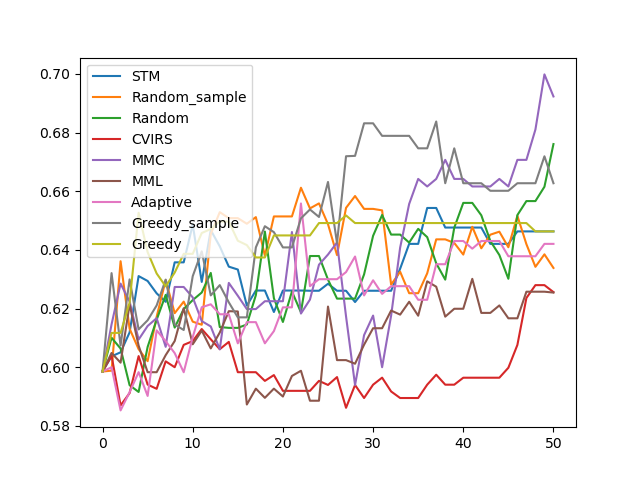 0.70
0.68
0.66
0.64
0.62
0.60
0.58
STM
Random_sample
Random
CVIRS
MMC
MML
Adaptive
Greedy_sample
Greedy
0 10 20 30 40 50